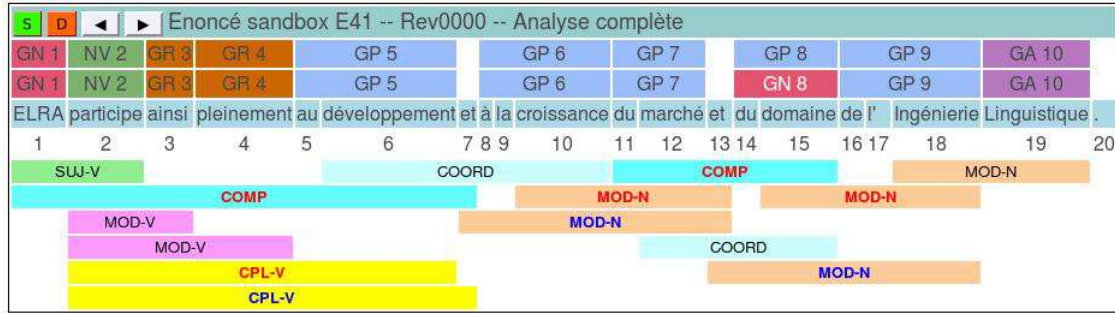 S D ◄ ► Enoncé sandbox E41 -- Rev0000 -- Analyse complète
GN 1 NV 2 GR 3 GR 4 GP 5 GP 6 GP 7 GP 8 GP 9 GA 10
GN 1 NV 2 GR 3 GR 4 GP 5 GP 6 GP 7 GN 8 GP 9 GA 10
ELRA participe ainsi pleinement au développement et à la croissance du marché et du domaine de l' Ingénierie Linguistique .
1 2 3 4 5 6 7 8 9 10 11 12 13 14 15 16 17 18 19 20
SUJ-V COORD COMP MOD-N
COMP MOD-N MOD-N
MOD-V MOD-N
MOD-V COORD
CPL-V MOD-N
CPL-V